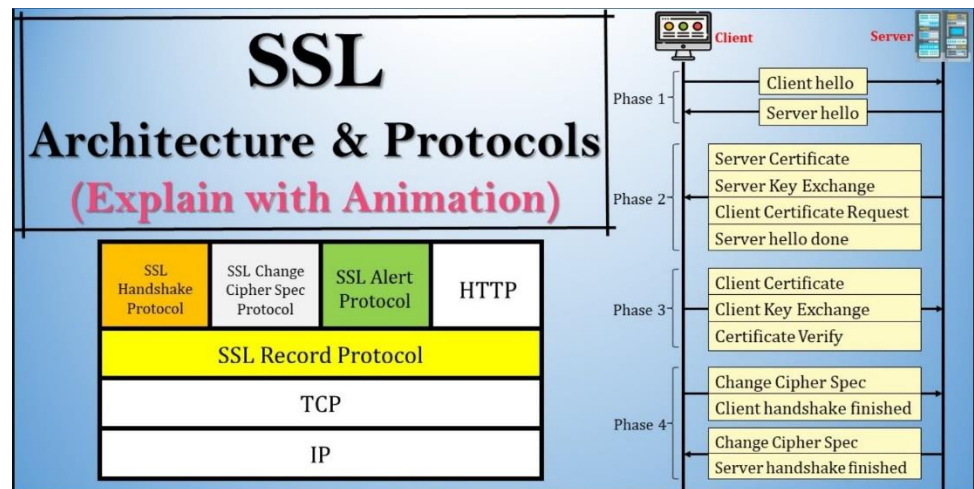 SSL
Architecture & Protocols
(Explain with Animation)
SSL
Handshake
Protocol
SSL Change
Cipher Spec
Protocol
SSL Alert
Protocol
HTTP
SSL Record Protocol
TCP
IP
Client
Server
Phase 1
Client hello
Server hello
Phase 2
Server Certificate
Server Key Exchange
Client Certificate Request
Server hello done
Phase 3
Client Certificate
Client Key Exchange
Certificate Verify
Phase 4
Change Cipher Spec
Client handshake finished
Change Cipher Spec
Server handshake finished